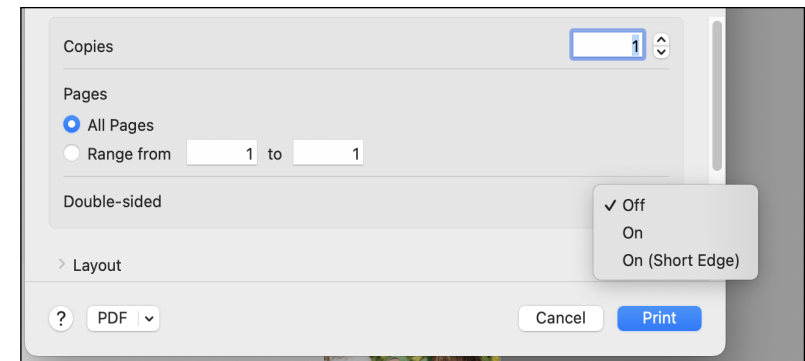 Copies 1
Pages
All Pages
Range from 1 to 1
Double-sided
Off
On
On (Short Edge)
Layout
? PDF Cancel Print